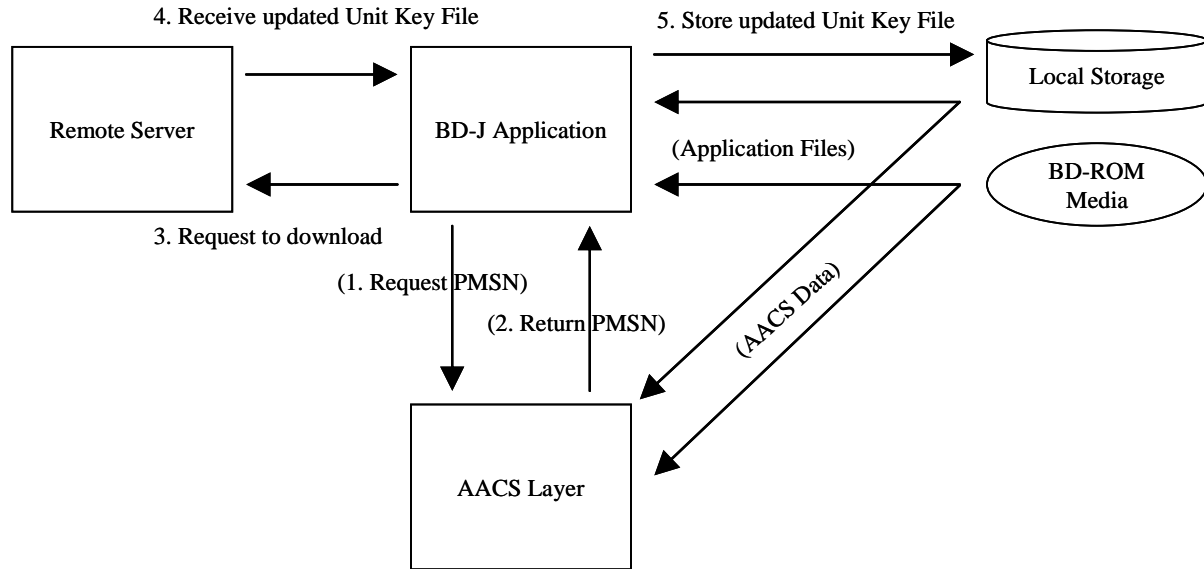 4. Receive updated Unit Key File
5. Store updated Unit Key File
Remote Server
BD-J Application
Local Storage
(Application Files)
BD-ROM
Media
3. Request to download
(1. Request PMSN)
(2. Return PMSN)
(AACS Data)
AACS Layer